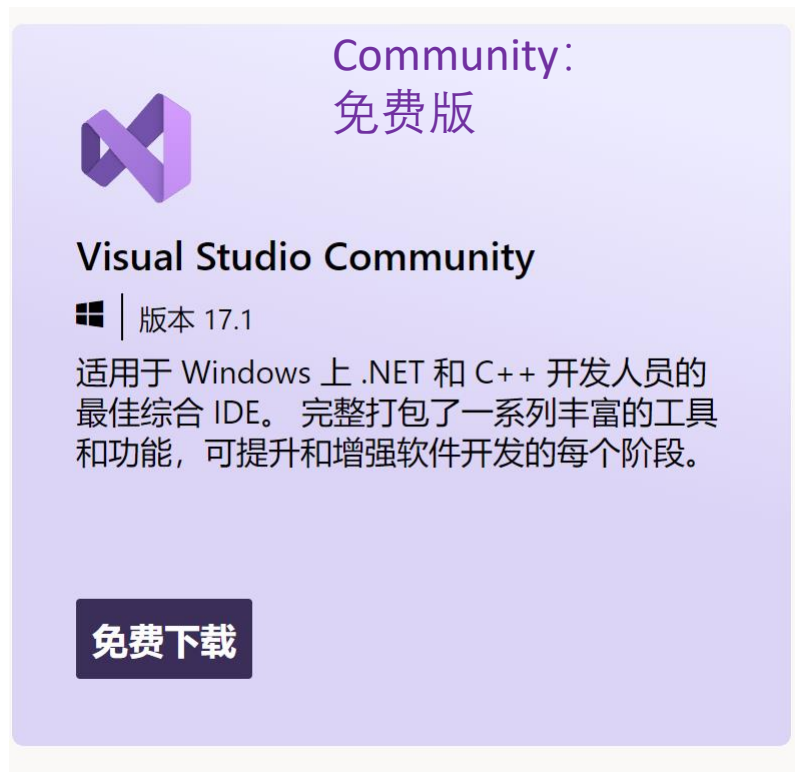 Community:
免费版
Visual Studio Community
版本 17.1
适用于 Windows 上 .NET 和 C++ 开发人员的
最佳综合 IDE。 完整打包了一系列丰富的工具
和功能，可提升和增强软件开发的每个阶段。
免费下载